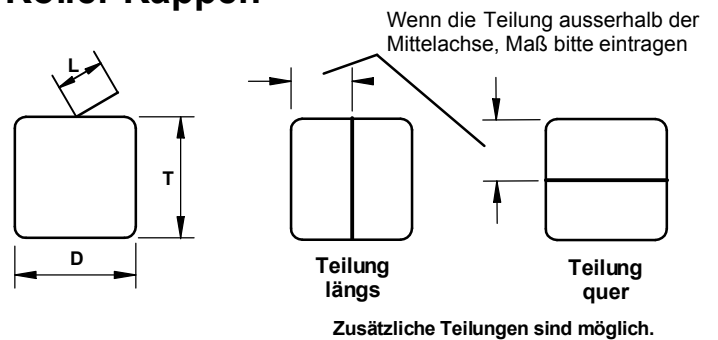 Wenn die Teilung ausserhalb der
Mittelachse, Maß bitte eintragen
L
T
D
Teilung
längs
Teilung
quer
Zusätzliche Teilungen sind möglich.